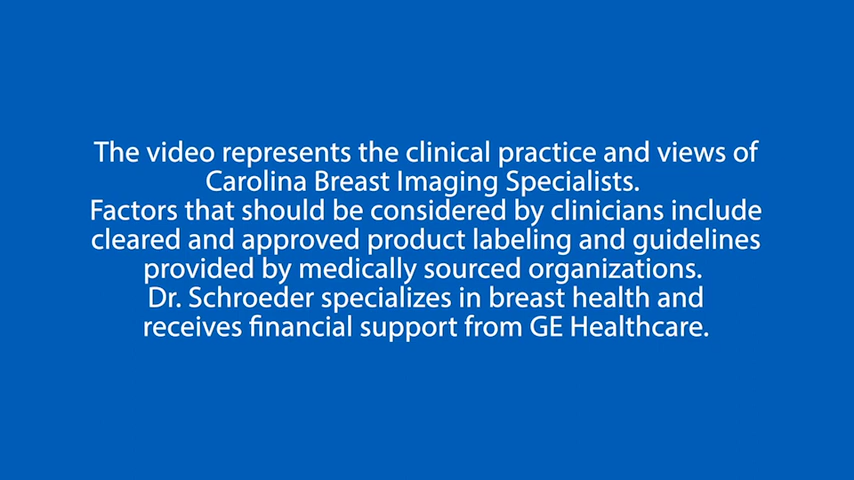 The video represents the clinical practice and views of
Carolina Breast Imaging Specialists.
Factors that should be considered by clinicians include
cleared and approved product labeling and guidelines
provided by medically sourced organizations.
Dr. Schroeder specializes in breast health and
receives financial support from GE Healthcare.